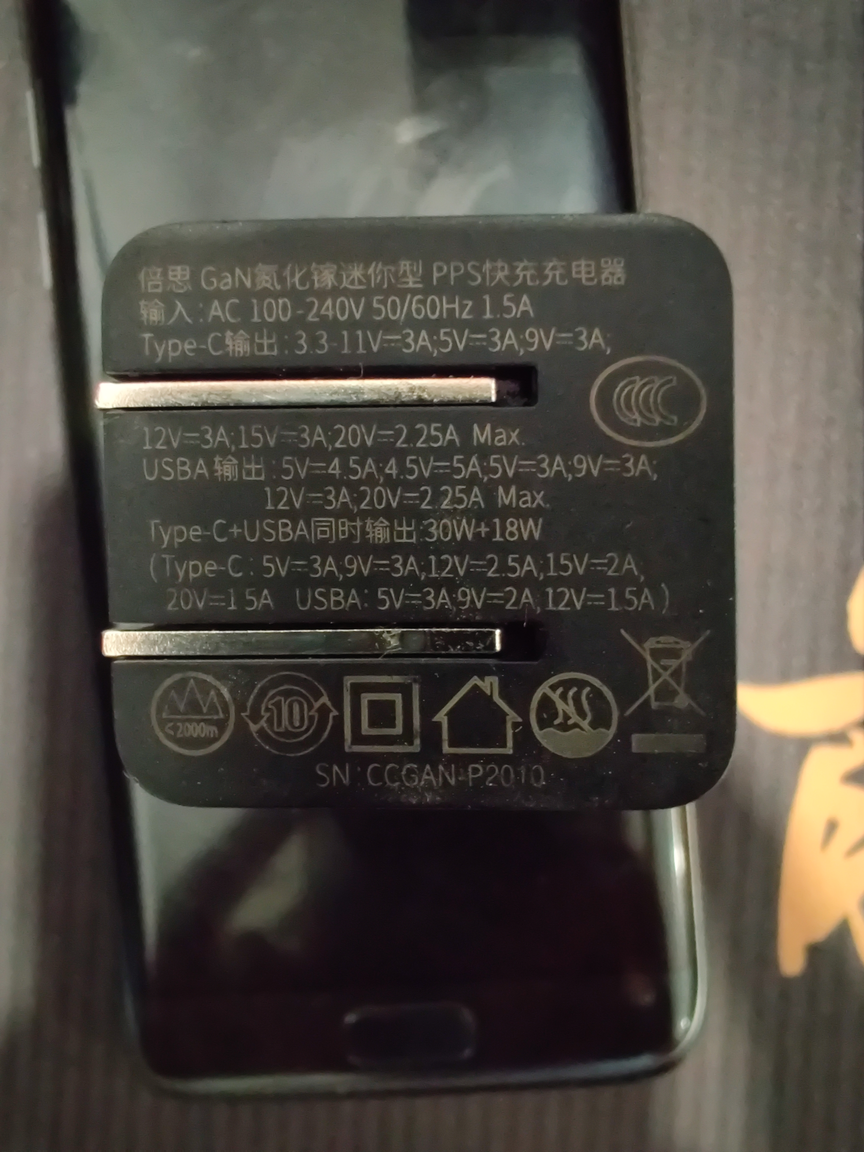 倍思 GaN氮化镓迷你型 PPS快充充电器
输入:AC 100-240V 50/60Hz 1.5A
Type-C输出:3.3-11V⎓3A;5V⎓3A;9V⎓3A;
12V⎓3A;15V⎓3A;20V⎓2.25A Max.
USBA输出:5V⎓4.5A;4.5V⎓5A;5V⎓3A;9V⎓3A;
12V⎓3A;20V⎓2.25A Max.
Type-C+USBA同时输出:30W+18W
(Type-C: 5V⎓3A,9V⎓3A,12V⎓2.5A,15V⎓2A,
20V⎓1.5A USBA: 5V⎓3A,9V⎓2A,12V⎓1.5A)
<2000m 10
SN:CCGAN-P2010